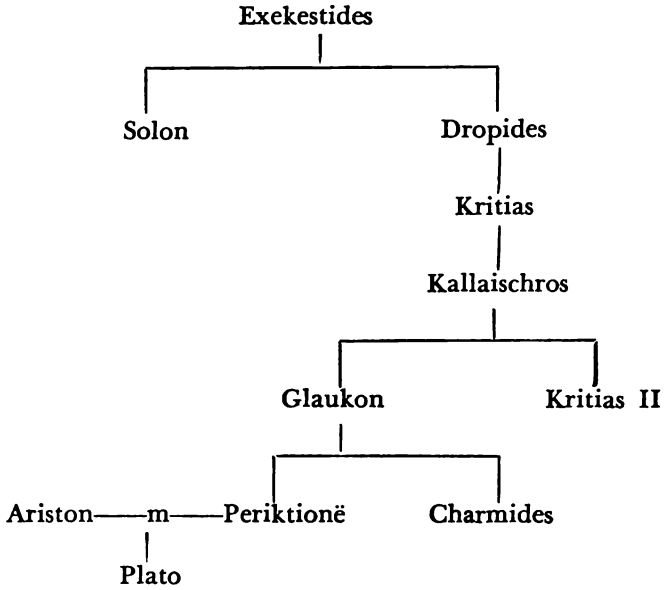 Exekestides
Solon Dropides
Kritias
Kallaischros
Glaukon Kritias II
Ariston m Periktionë Charmides
Plato